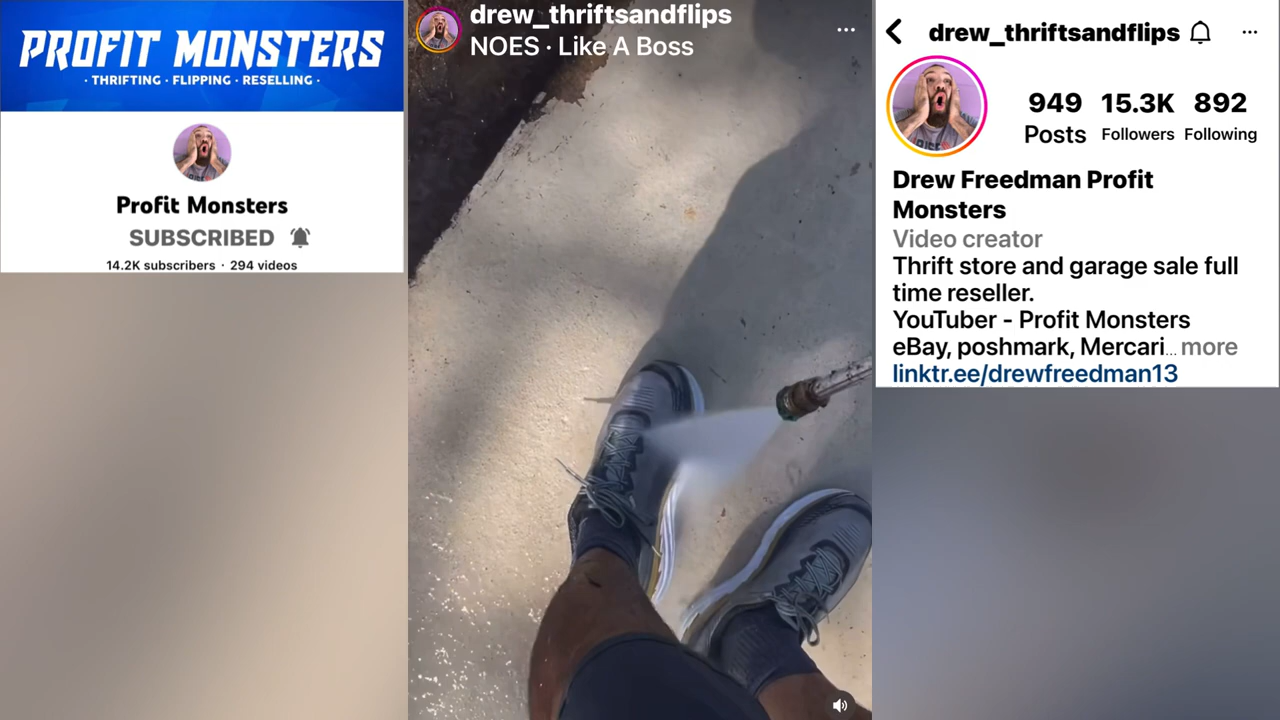 PROFIT MONSTERS
· THRIFTING · FLIPPING · RESELLING ·
Profit Monsters
SUBSCRIBED
14.2K subscribers · 294 videos
drew_thriftsandflips
NOES · Like A Boss
drew_thriftsandflips
949 15.3K 892
Posts Followers Following
Drew Freedman Profit
Monsters
Video creator
Thrift store and garage sale full
time reseller.
YouTuber - Profit Monsters
eBay, poshmark, Mercari... more
linktr.ee/drewfreedman13